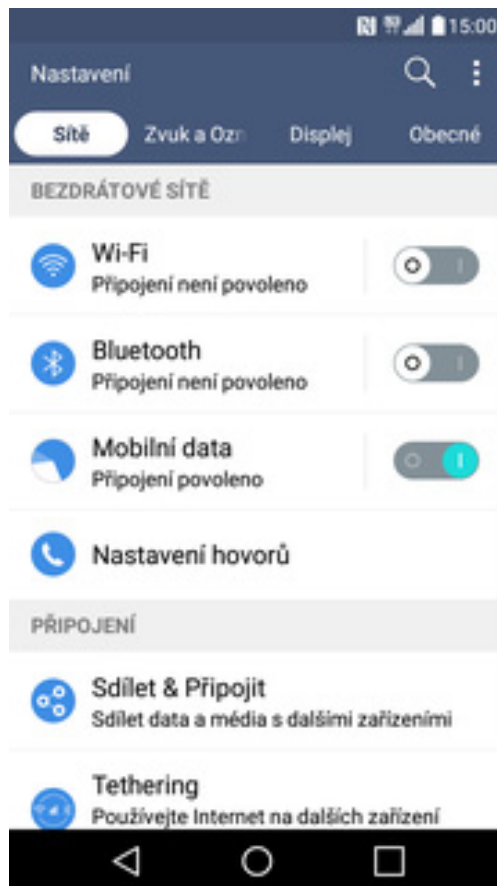 15:00
Nastavení
Sítě
Zvuk a Ozn
Displej
Obecné
BEZDRÁTOVÉ SÍTĚ
Wi-Fi
Připojení není povoleno
Bluetooth
Připojení není povoleno
Mobilní data
Připojení povoleno
Nastavení hovorů
PŘIPOJENÍ
Sdílet & Připojit
Sdílet data a média s dalšími zařízeními
Tethering
Používejte Internet na dalších zařízení